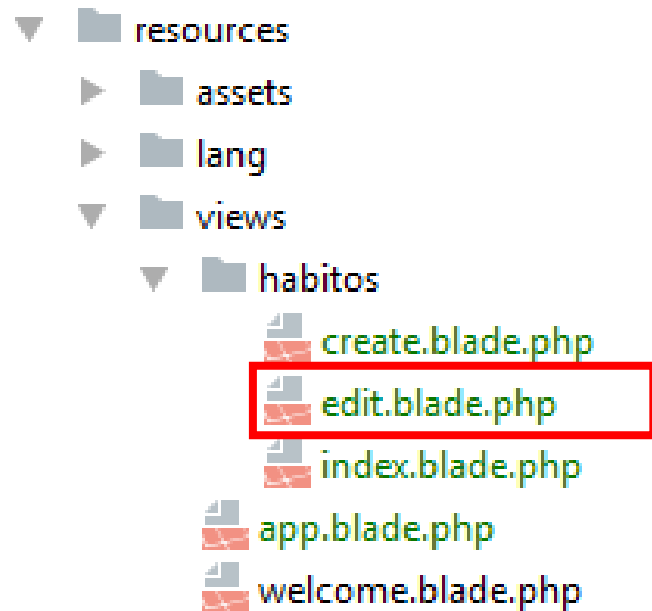 resources
assets
lang
views
habitos
create.blade.php
edit.blade.php
index.blade.php
app.blade.php
welcome.blade.php